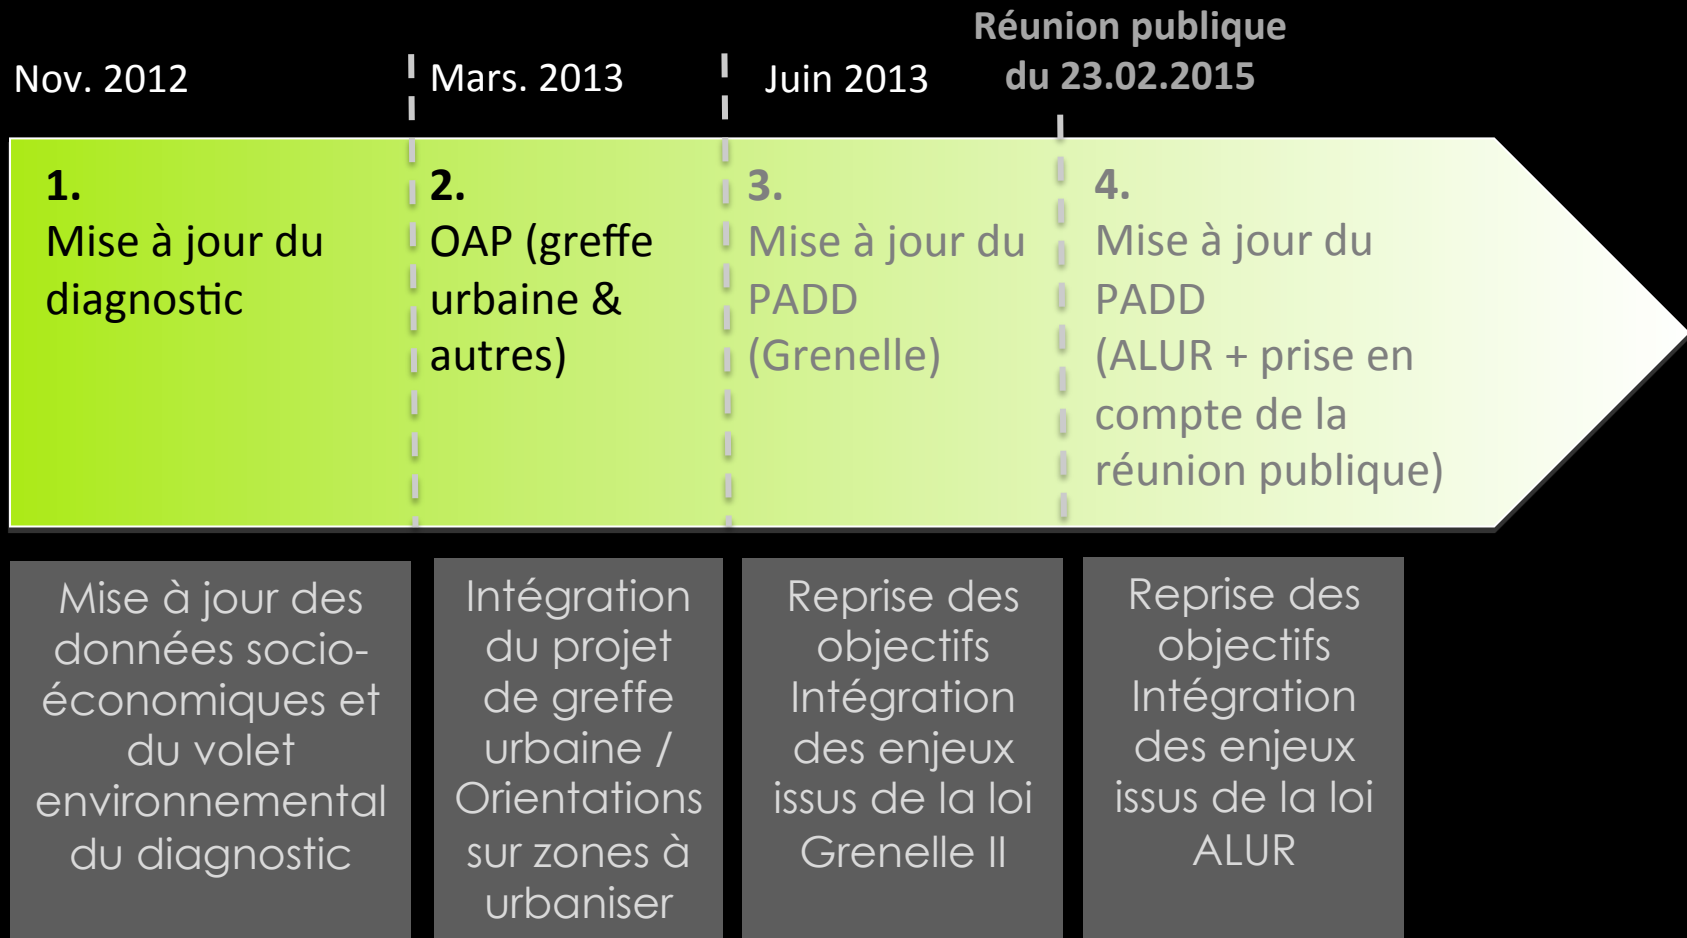 Réunion publique
du 23.02.2015
Nov. 2012
Mars. 2013
Juin 2013
1.
Mise à jour du
diagnostic
2.
OAP (greffe
urbaine &
autres)
3.
Mise à jour du
PADD
(Grenelle)
4.
Mise à jour du
PADD
(ALUR + prise en
compte de la
réunion publique)
Mise à jour des
données socio-
économiques et
du volet
environnemental
du diagnostic
Intégration
du projet
de greffe
urbaine /
Orientations
sur zones à
urbaniser
Reprise des
objectifs
Intégration
des enjeux
issus de la loi
Grenelle II
Reprise des
objectifs
Intégration
des enjeux
issus de la loi
ALUR